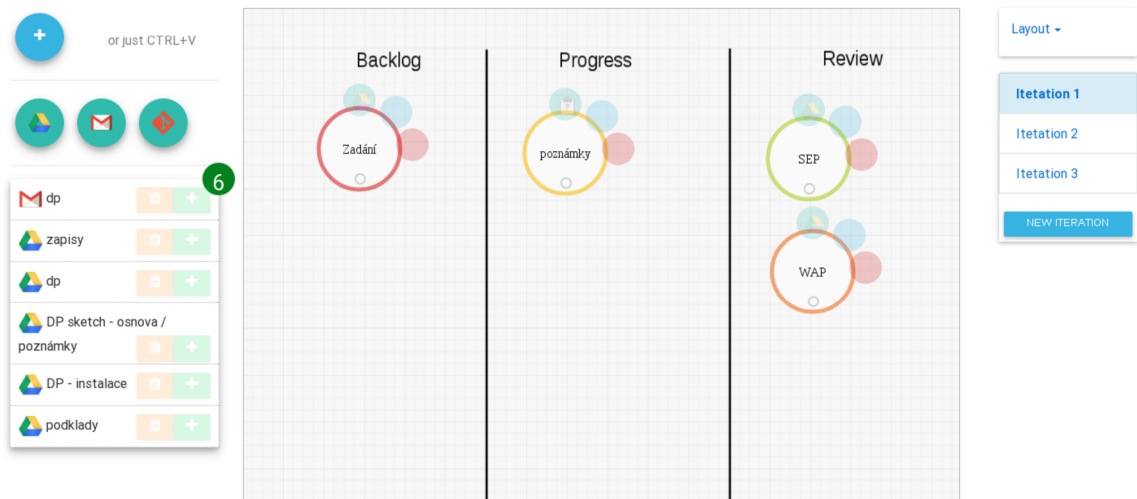 +
or just CTRL+V
6
dp
zapisy
dp
DP sketch - osnova /
poznámky
DP - instalace
podklady
Backlog
Progress
Review
Zadání
poznámky
SEP
WAP
Layout
Itetation 1
Itetation 2
Itetation 3
NEW ITERATION